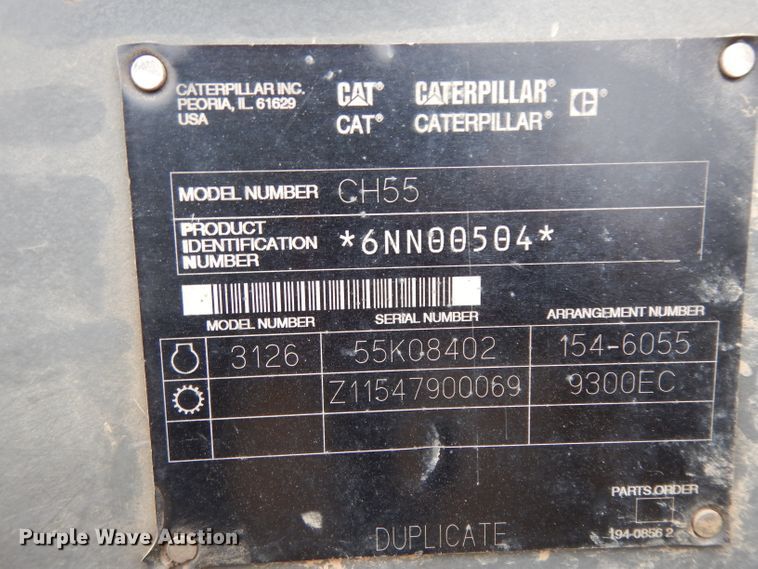 CATERPILLAR INC.
PEORIA, IL. 61629
USA
CAT® CATERPILLAR®
CAT® CATERPILLAR®
MODEL NUMBER CH55
PRODUCT
IDENTIFICATION
NUMBER *6NN00504*
MODEL NUMBER SERIAL NUMBER ARRANGEMENT NUMBER
3126 55K08402 154-6055
Z11547900069 9300EC
PARTS ORDER
DUPLICATE 194-0856 2
Purple Wave Auction